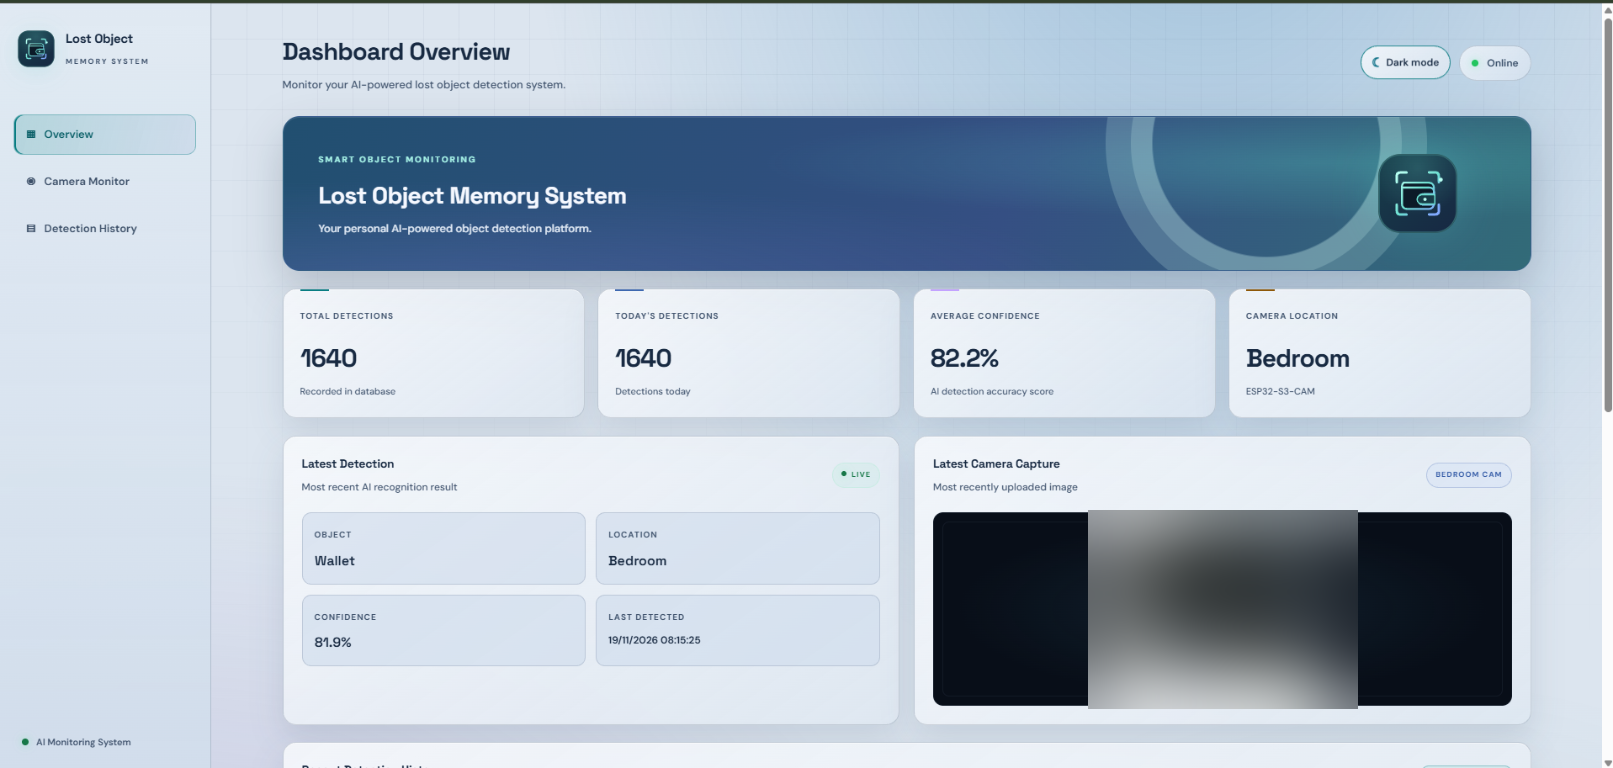 Lost Object
MEMORY SYSTEM
Overview
Camera Monitor
Detection History
AI Monitoring System
Dashboard Overview
Monitor your AI-powered lost object detection system.
Dark mode
Online
SMART OBJECT MONITORING
Lost Object Memory System
Your personal AI-powered object detection platform.
TOTAL DETECTIONS
1640
Recorded in database
TODAY'S DETECTIONS
1640
Detections today
AVERAGE CONFIDENCE
82.2%
AI detection accuracy score
CAMERA LOCATION
Bedroom
ESP32-S3-CAM
Latest Detection
Most recent AI recognition result
LIVE
OBJECT
Wallet
LOCATION
Bedroom
CONFIDENCE
81.9%
LAST DETECTED
19/11/2026 08:15:25
Latest Camera Capture
Most recently uploaded image
BEDROOM CAM